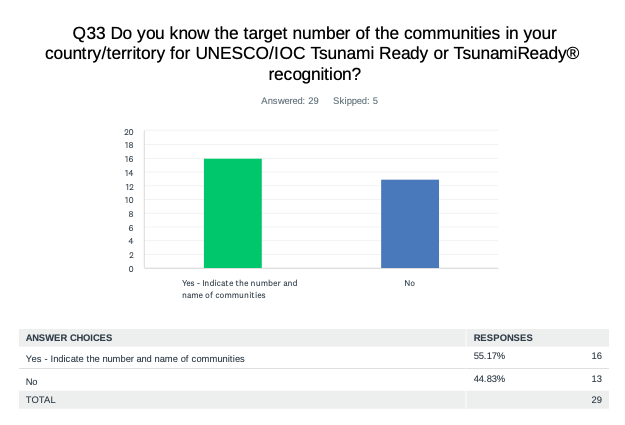 Q33 Do you know the target number of the communities in your
country/territory for UNESCO/IOC Tsunami Ready or TsunamiReady®
recognition?
Answered: 29 Skipped: 5
20
18
16
14
12
10
8
6
4
2
0
Yes - Indicate the number and
name of communities
No
ANSWER CHOICES RESPONSES
Yes - Indicate the number and name of communities 55.17% 16
No 44.83% 13
TOTAL 29